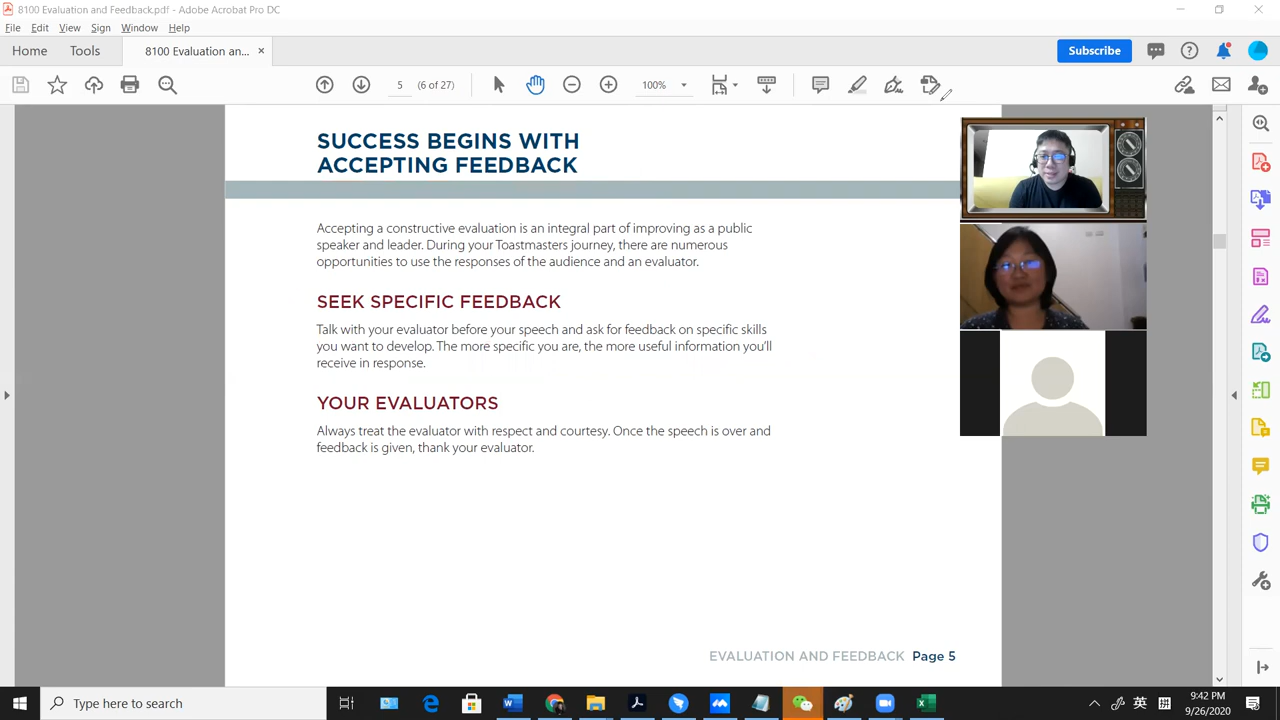 8100 Evaluation and Feedback.pdf - Adobe Acrobat Pro DC
File Edit View Sign Window Help
Home Tools 8100 Evaluation an... × Subscribe
5 (6 of 27) 100%
SUCCESS BEGINS WITH
ACCEPTING FEEDBACK
Accepting a constructive evaluation is an integral part of improving as a public
speaker and leader. During your Toastmasters journey, there are numerous
opportunities to use the responses of the audience and an evaluator.
SEEK SPECIFIC FEEDBACK
Talk with your evaluator before your speech and ask for feedback on specific skills
you want to develop. The more specific you are, the more useful information you'll
receive in response.
YOUR EVALUATORS
Always treat the evaluator with respect and courtesy. Once the speech is over and
feedback is given, thank your evaluator.
EVALUATION AND FEEDBACK Page 5
Type here to search
英 拼
9:42 PM
9/26/2020